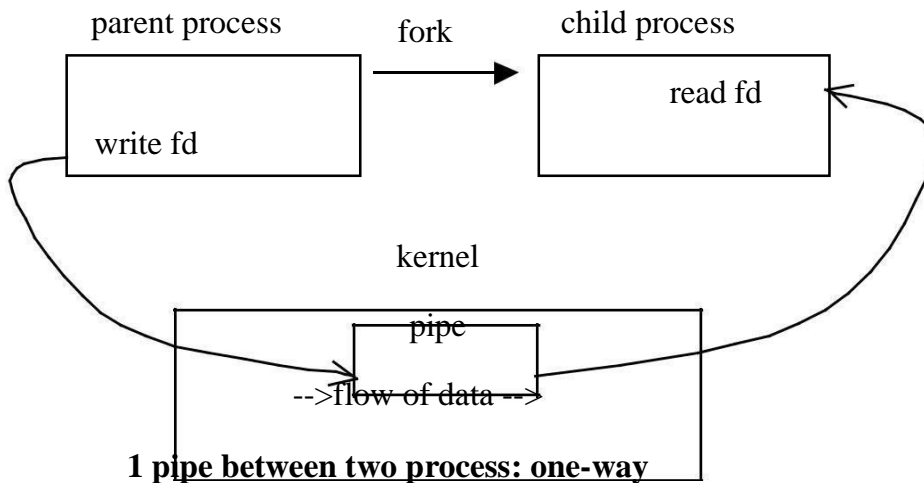 parent process
fork
child process
read fd
write fd
kernel
pipe
-->flow of data -->
1 pipe between two process: one-way